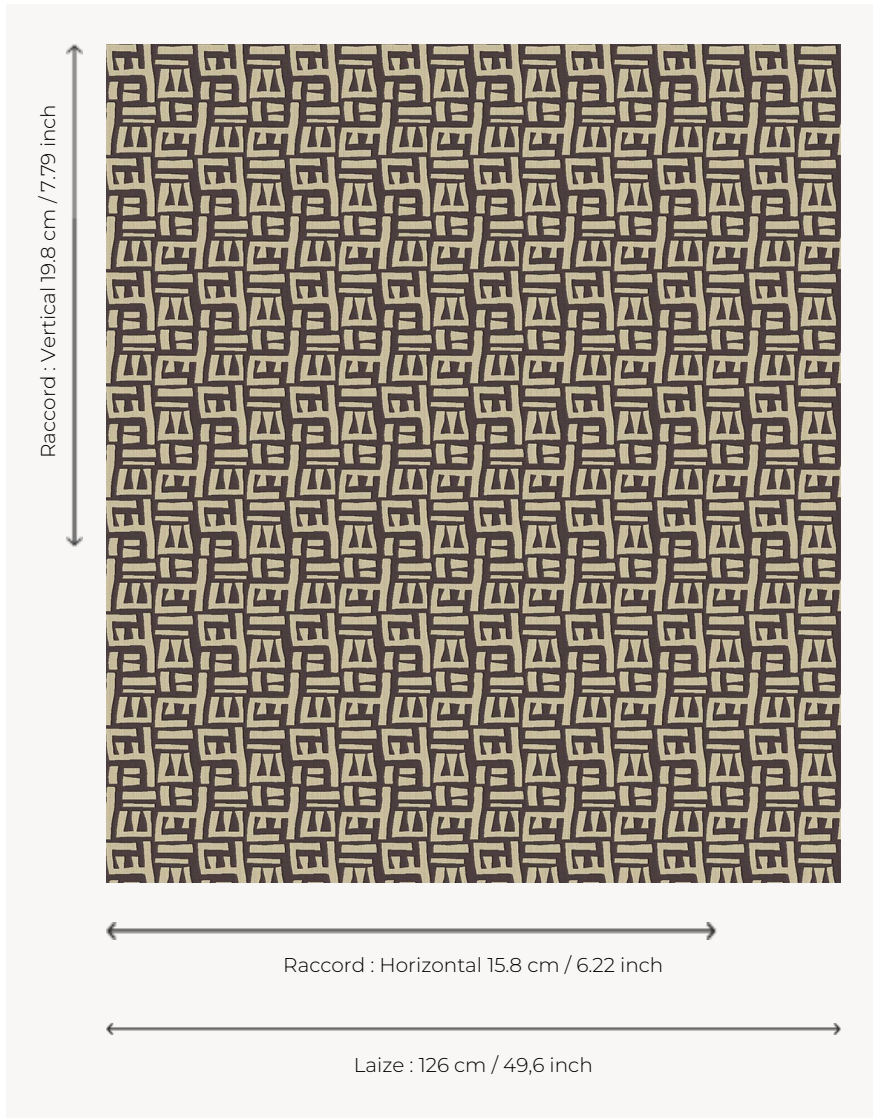 Raccord : Vertical 19.8 cm / 7.79 inch
Raccord : Horizontal 15.8 cm / 6.22 inch
Laize : 126 cm / 49,6 inch